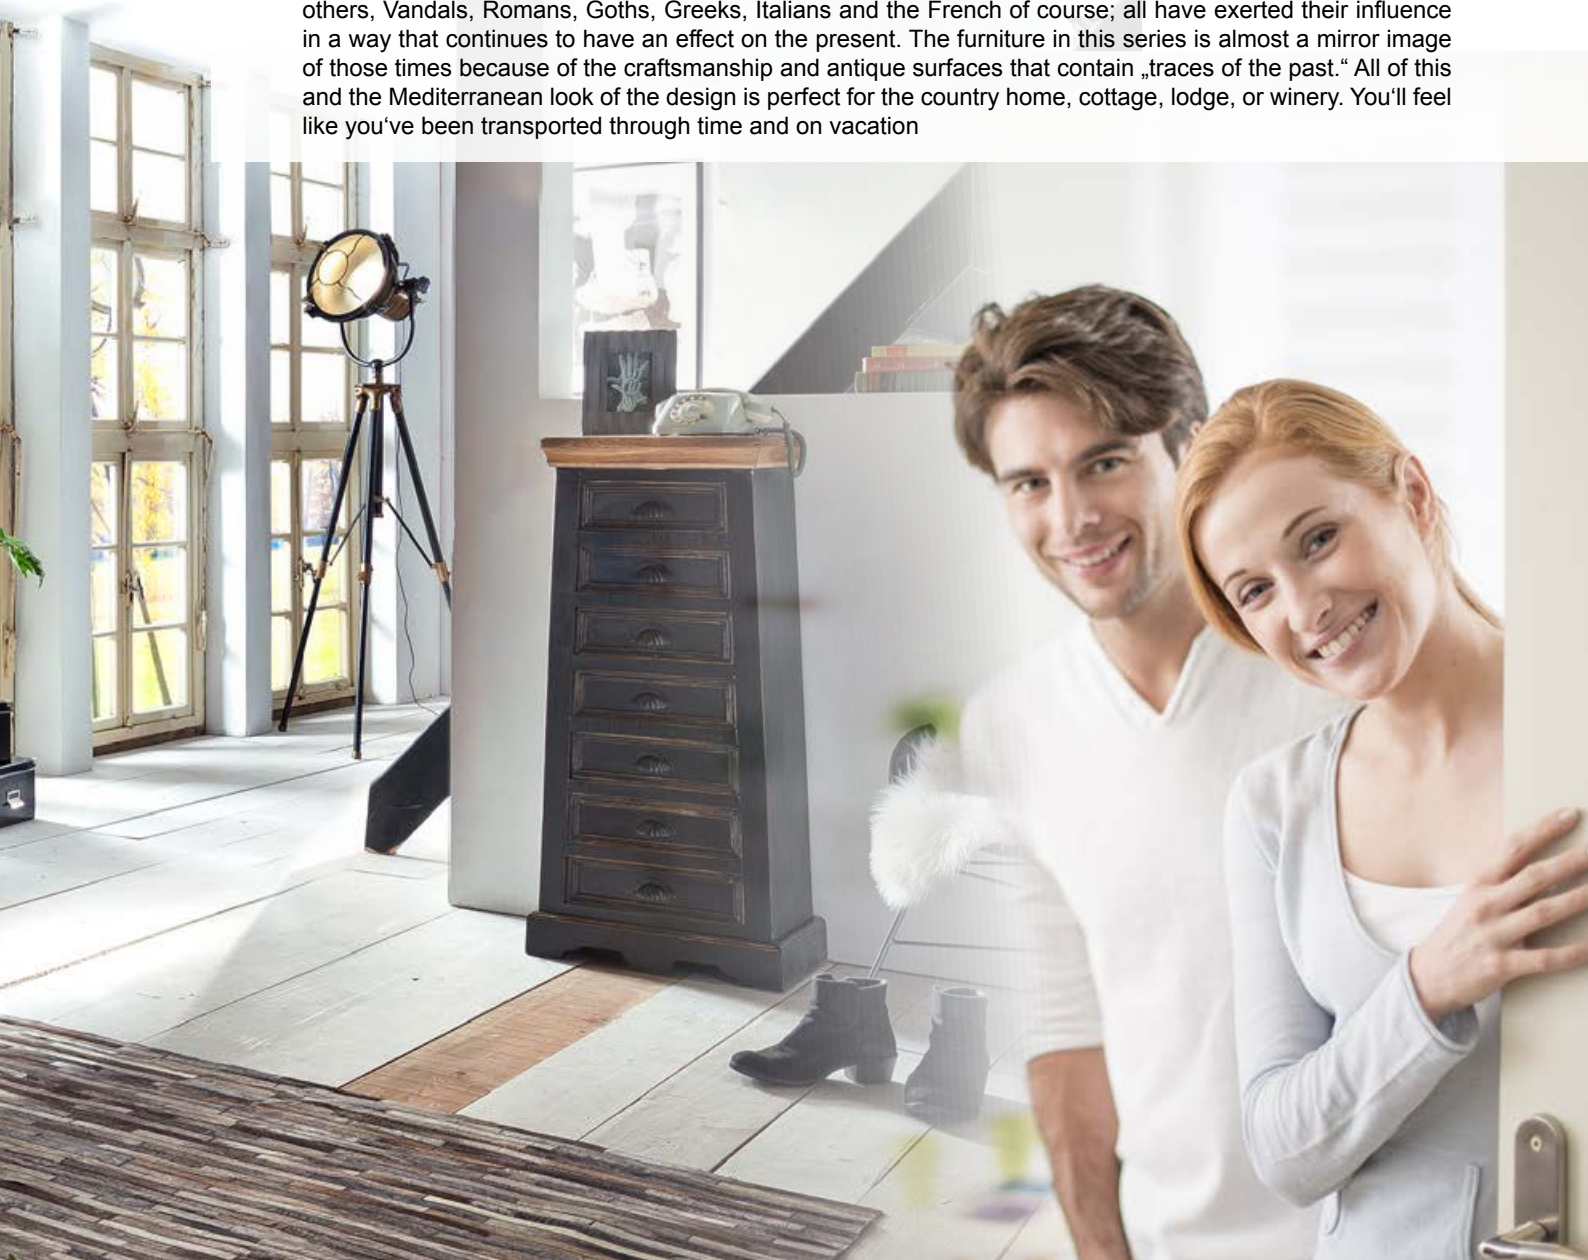 others, Vandals, Romans, Goths, Greeks, Italians and the French of course; all have exerted their influence
in a way that continues to have an effect on the present. The furniture in this series is almost a mirror image
of those times because of the craftsmanship and antique surfaces that contain „traces of the past.“ All of this
and the Mediterranean look of the design is perfect for the country home, cottage, lodge, or winery. You‘ll feel
like you‘ve been transported through time and on vacation